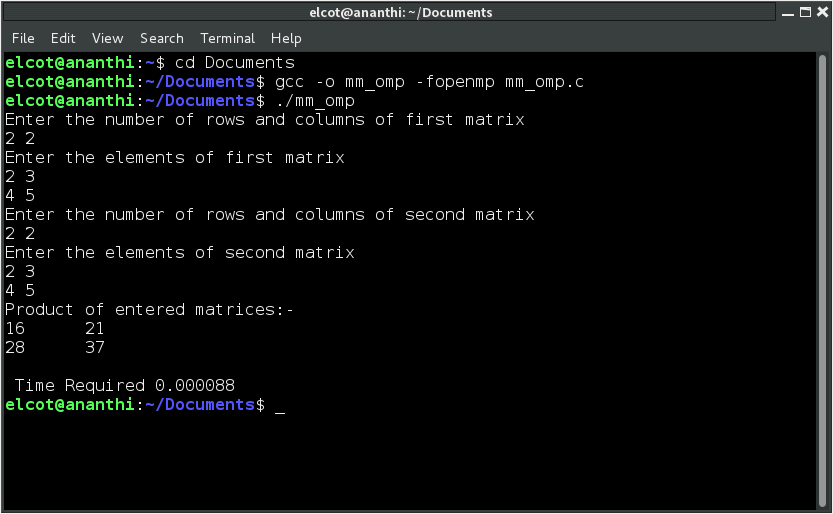 elcot@ananthi: ~/Documents
File Edit View Search Terminal Help
elcot@ananthi:~$ cd Documents
elcot@ananthi:~/Documents$ gcc -o mm_omp -fopenmp mm_omp.c
elcot@ananthi:~/Documents$ ./mm_omp
Enter the number of rows and columns of first matrix
2 2
Enter the elements of first matrix
2 3
4 5
Enter the number of rows and columns of second matrix
2 2
Enter the elements of second matrix
2 3
4 5
Product of entered matrices:-
16      21
28      37
 Time Required 0.000088
elcot@ananthi:~/Documents$ _